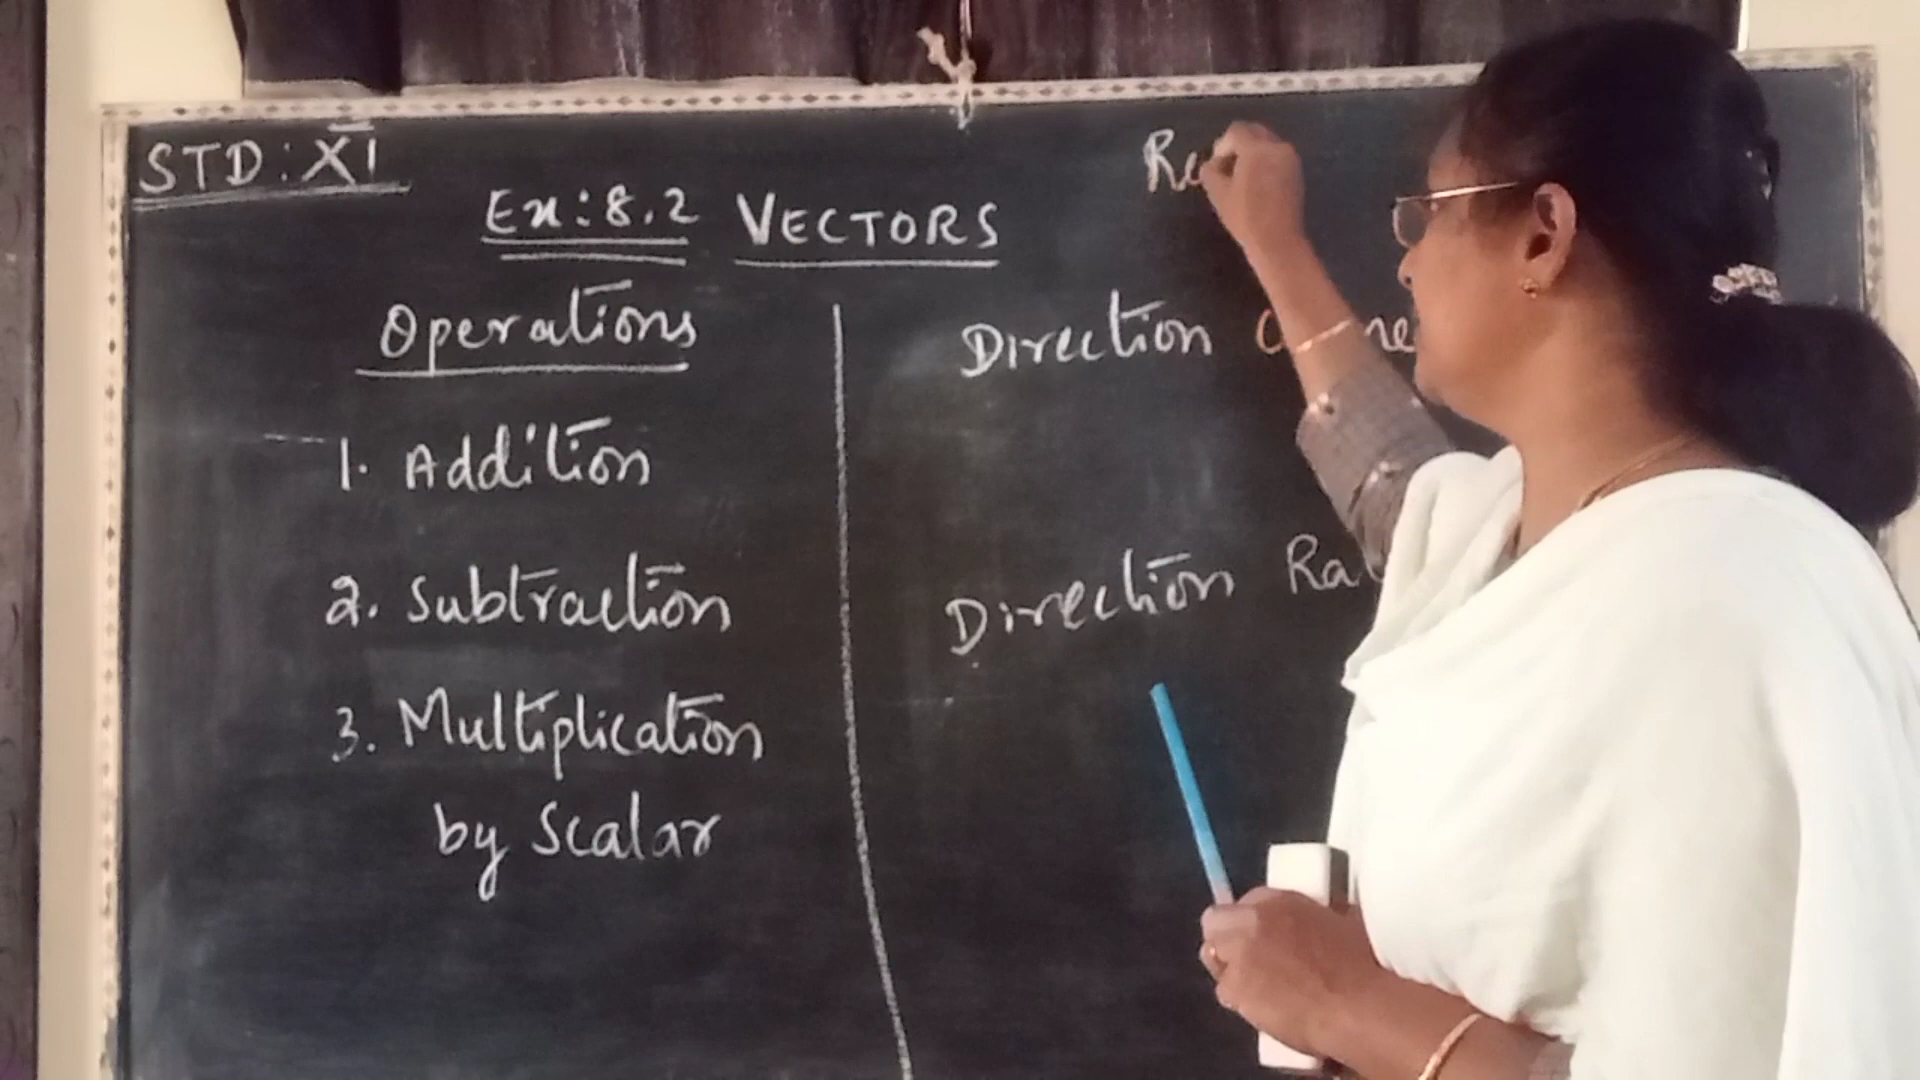 STD: XI
Ex: 8.2 VECTORS
Operations
1. Addition
2. Subtraction
3. Multiplication
by Scalar
Direction
Direction